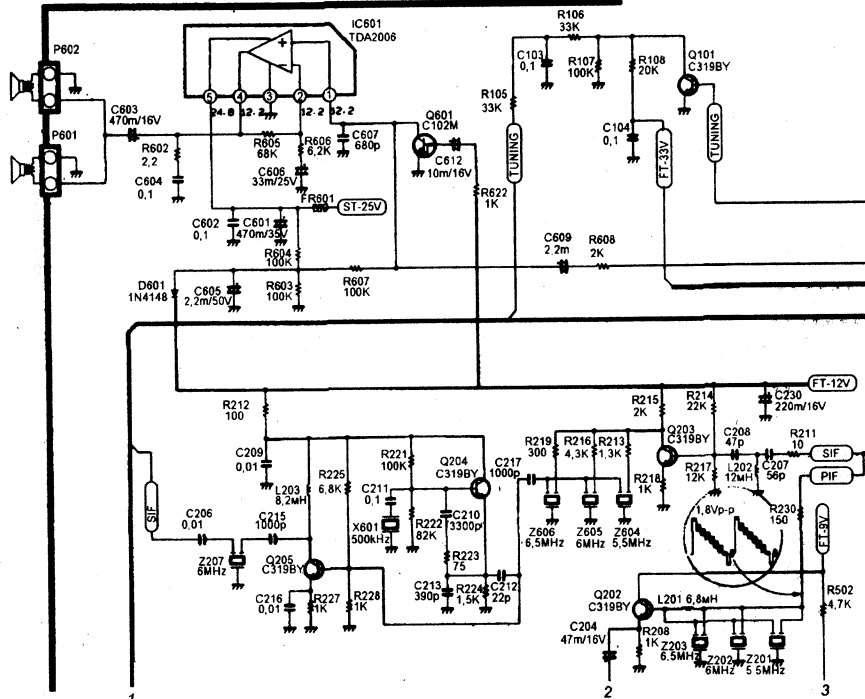 P602
P601
IC601
TDA2006
5
4
3
2
1
24.8
12.2
12.2
12.2
C603
470m/16V
R602
2,2
C604
0,1
R605
68K
R606
6,2K
C606
33m/25V
C607
680p
Q601
C102M
C612
10m/16V
R622
1K
FR601
ST-25V
C602
0,1
C601
470m/35V
R604
100K
R603
100K
R607
100K
D601
1N4148
C605
2,2m/50V
C609
2,2m
R608
2K
R106
33K
C103
0,1
R107
100K
R108
20K
Q101
C319BY
R105
33K
TUNING
C104
0,1
FT-33V
TUNING
FT-12V
C230
220m/16V
R212
100
R215
2K
R214
22K
Q203
C319BY
C208
47p
R211
10
SIF
PIF
C209
0,01
L203
8,2мН
R225
6,8K
R221
100K
Q204
C319BY
C217
1000p
R219
300
R216
4,3K
R213
1,3K
R218
1K
R217
12K
L202
12мН
C207
56p
SIF
C206
0,01
C215
1000p
C211
0,1
X601
500kHz
R222
82K
C210
3300p
R223
75
Z606
6,5MHz
Z605
6MHz
Z604
5,5MHz
1,8Vp-p
R230
150
FT-9V
Z207
6MHz
Q205
C319BY
C216
0,01
R227
1K
R228
1K
C213
390p
R224
1,5K
C212
22p
Q202
C319BY
L201 6,8мН
R502
4,7K
C204
47m/16V
R208
1K
Z203
6.5MHz
Z202
6MHz
Z201
5 5MHz
1
2
3